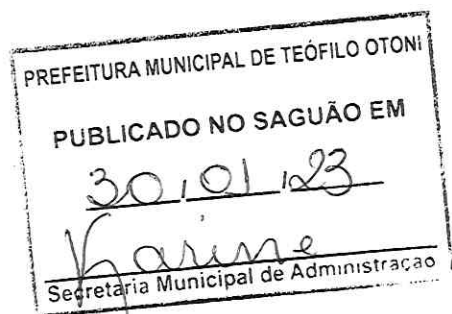 PREFEITURA MUNICIPAL DE TEÓFILO OTONI
PUBLICADO NO SAGUÃO EM
30,01,23
Karine
Secretaria Municipal de Administração